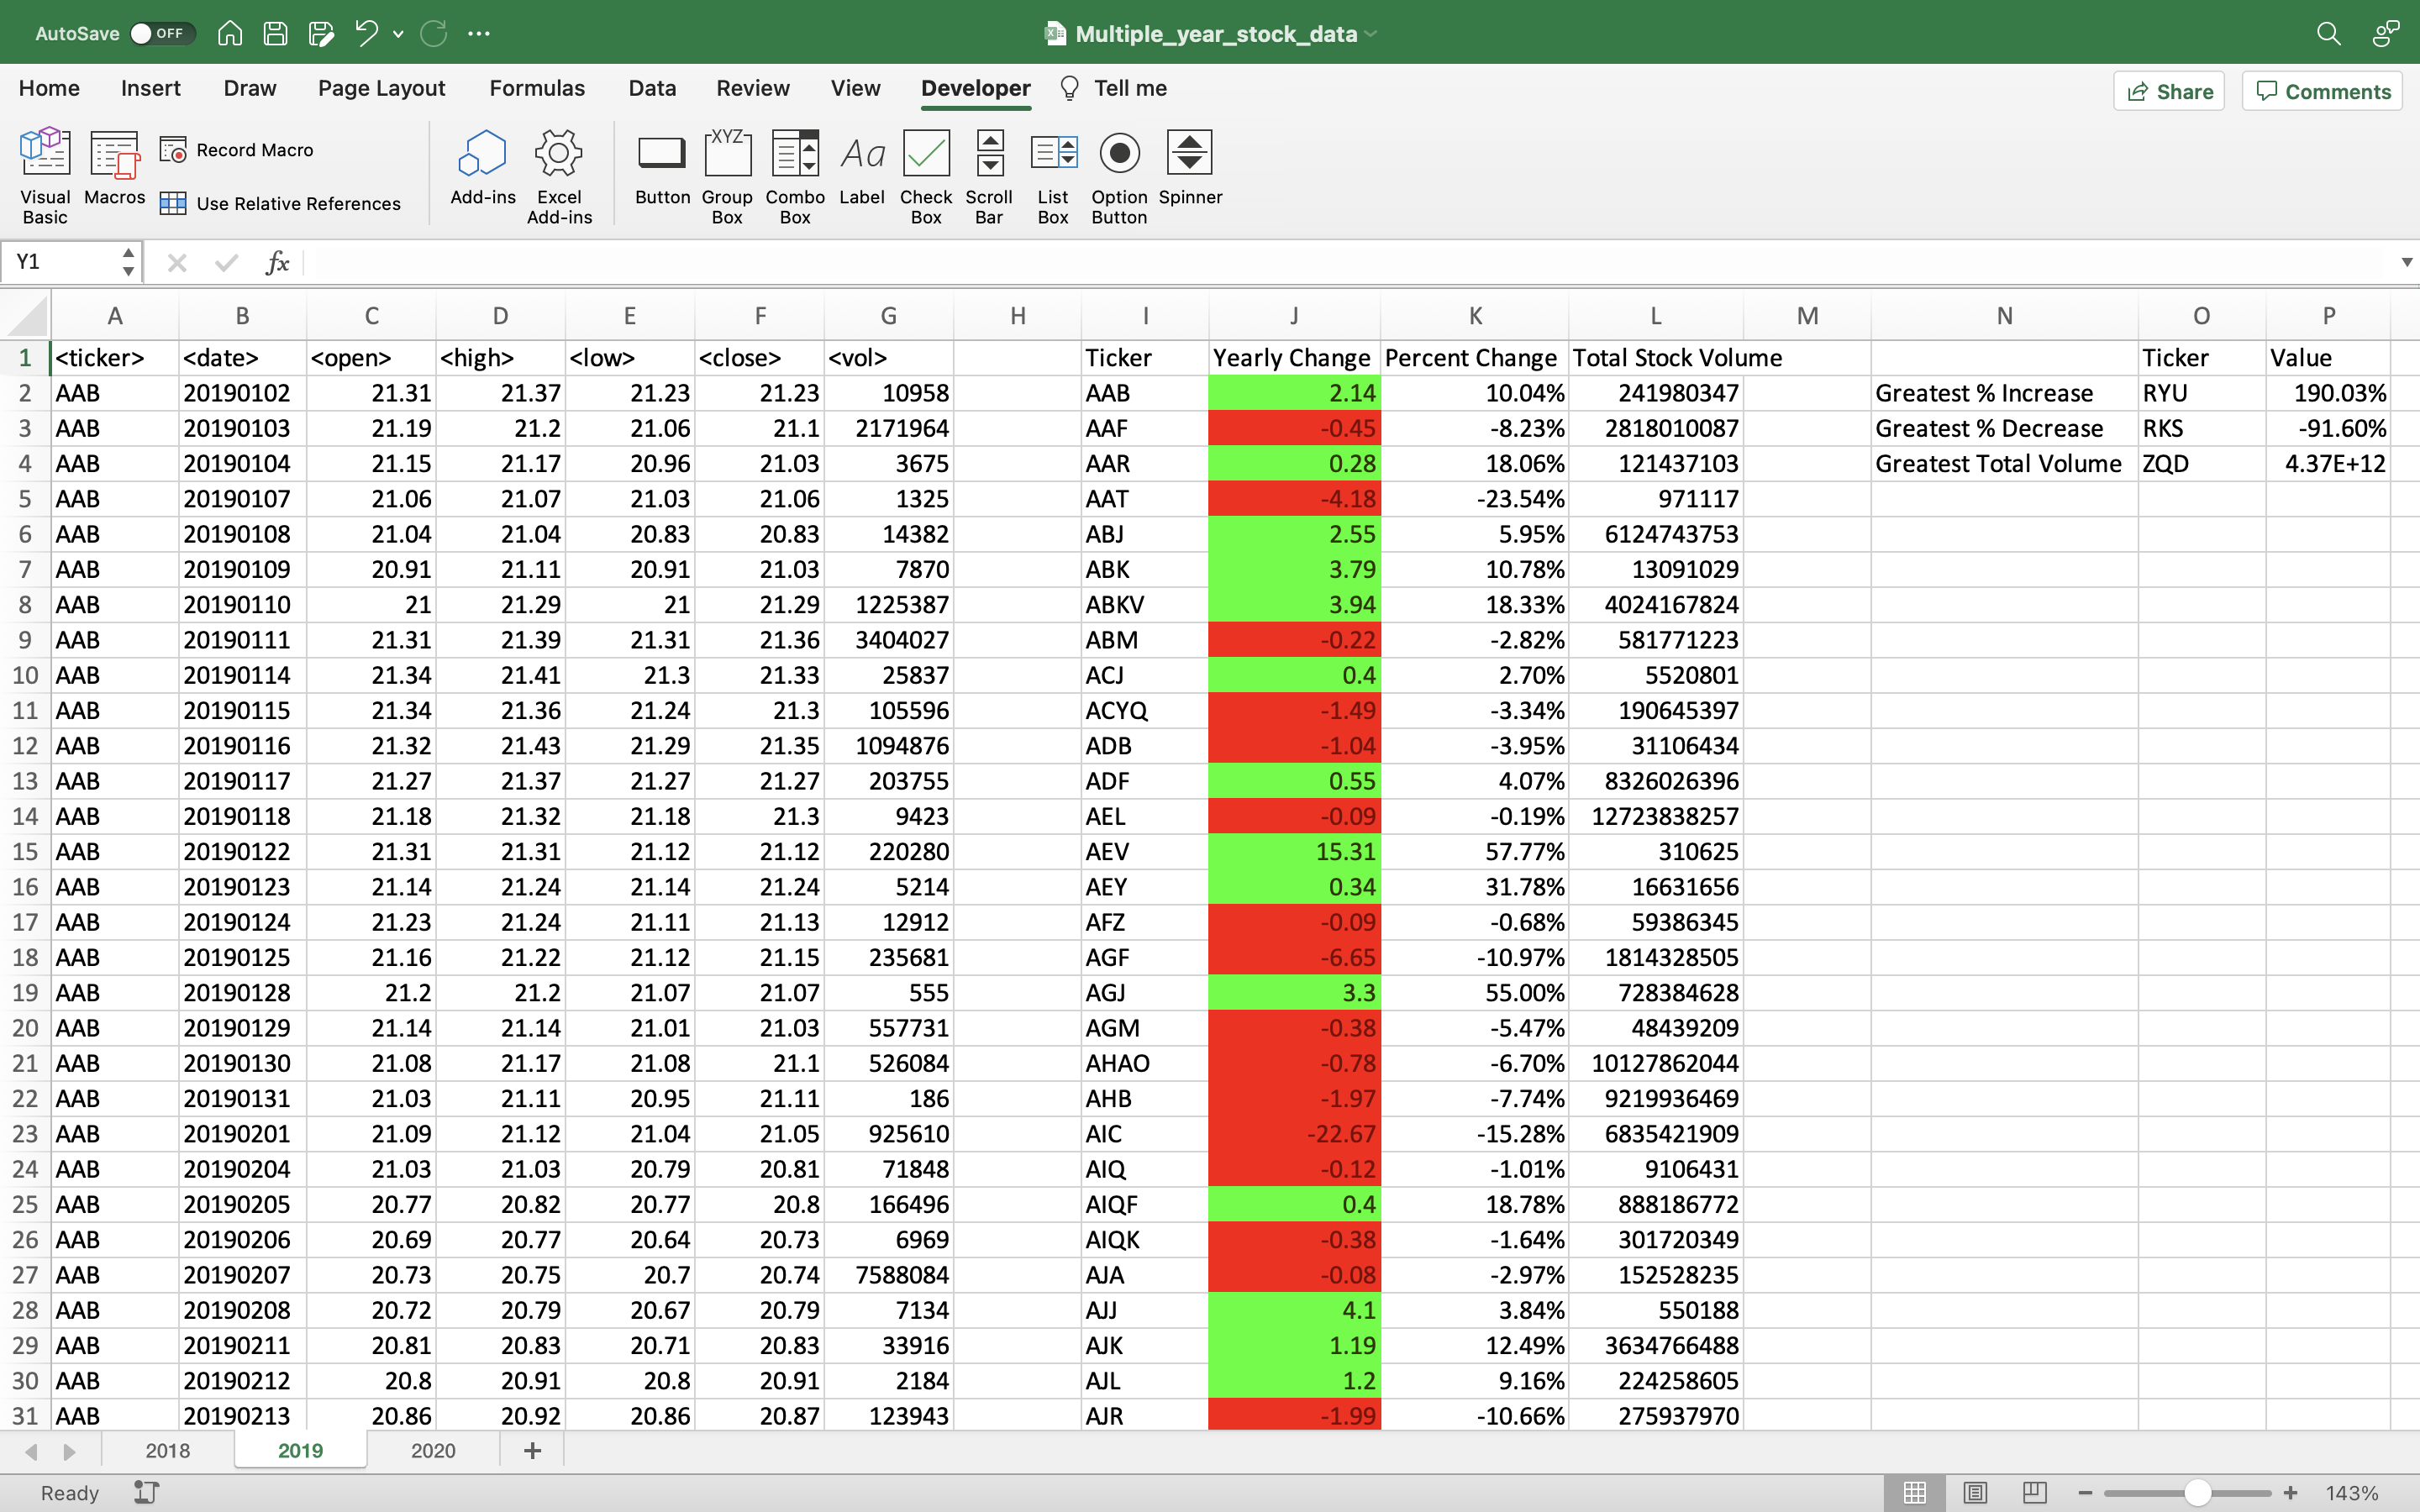 AutoSave OFF Multiple_year_stock_data
Home Insert Draw Page Layout Formulas Data Review View Developer Tell me Share Comments
Visual Basic Macros Record Macro Use Relative References Add-ins Excel Add-ins Button XYZ Group Box Combo Box Aa Label Check Box Scroll Bar List Box Option Button Spinner
Y1 fx
A B C D E F G H I J K L M N O P
1 <ticker> <date> <open> <high> <low> <close> <vol> Ticker Yearly Change Percent Change Total Stock Volume Ticker Value
2 AAB 20190102 21.31 21.37 21.23 21.23 10958 AAB 2.14 10.04% 241980347 Greatest % Increase RYU 190.03%
3 AAB 20190103 21.19 21.2 21.06 21.1 2171964 AAF -0.45 -8.23% 2818010087 Greatest % Decrease RKS -91.60%
4 AAB 20190104 21.15 21.17 20.96 21.03 3675 AAR 0.28 18.06% 121437103 Greatest Total Volume ZQD 4.37E+12
5 AAB 20190107 21.06 21.07 21.03 21.06 1325 AAT -4.18 -23.54% 971117
6 AAB 20190108 21.04 21.04 20.83 20.83 14382 ABJ 2.55 5.95% 6124743753
7 AAB 20190109 20.91 21.11 20.91 21.03 7870 ABK 3.79 10.78% 13091029
8 AAB 20190110 21 21.29 21 21.29 1225387 ABKV 3.94 18.33% 4024167824
9 AAB 20190111 21.31 21.39 21.31 21.36 3404027 ABM -0.22 -2.82% 581771223
10 AAB 20190114 21.34 21.41 21.3 21.33 25837 ACJ 0.4 2.70% 5520801
11 AAB 20190115 21.34 21.36 21.24 21.3 105596 ACYQ -1.49 -3.34% 190645397
12 AAB 20190116 21.32 21.43 21.29 21.35 1094876 ADB -1.04 -3.95% 31106434
13 AAB 20190117 21.27 21.37 21.27 21.27 203755 ADF 0.55 4.07% 8326026396
14 AAB 20190118 21.18 21.32 21.18 21.3 9423 AEL -0.09 -0.19% 12723838257
15 AAB 20190122 21.31 21.31 21.12 21.12 220280 AEV 15.31 57.77% 310625
16 AAB 20190123 21.14 21.24 21.14 21.24 5214 AEY 0.34 31.78% 16631656
17 AAB 20190124 21.23 21.24 21.11 21.13 12912 AFZ -0.09 -0.68% 59386345
18 AAB 20190125 21.16 21.22 21.12 21.15 235681 AGF -6.65 -10.97% 1814328505
19 AAB 20190128 21.2 21.2 21.07 21.07 555 AGJ 3.3 55.00% 728384628
20 AAB 20190129 21.14 21.14 21.01 21.03 557731 AGM -0.38 -5.47% 48439209
21 AAB 20190130 21.08 21.17 21.08 21.1 526084 AHAO -0.78 -6.70% 10127862044
22 AAB 20190131 21.03 21.11 20.95 21.11 186 AHB -1.97 -7.74% 9219936469
23 AAB 20190201 21.09 21.12 21.04 21.05 925610 AIC -22.67 -15.28% 6835421909
24 AAB 20190204 21.03 21.03 20.79 20.81 71848 AIQ -0.12 -1.01% 9106431
25 AAB 20190205 20.77 20.82 20.77 20.8 166496 AIQF 0.4 18.78% 888186772
26 AAB 20190206 20.69 20.77 20.64 20.73 6969 AIQK -0.38 -1.64% 301720349
27 AAB 20190207 20.73 20.75 20.7 20.74 7588084 AJA -0.08 -2.97% 152528235
28 AAB 20190208 20.72 20.79 20.67 20.79 7134 AJJ 4.1 3.84% 550188
29 AAB 20190211 20.81 20.83 20.71 20.83 33916 AJK 1.19 12.49% 3634766488
30 AAB 20190212 20.8 20.91 20.8 20.91 2184 AJL 1.2 9.16% 224258605
31 AAB 20190213 20.86 20.92 20.86 20.87 123943 AJR -1.99 -10.66% 275937970
2018 2019 2020
Ready 143%